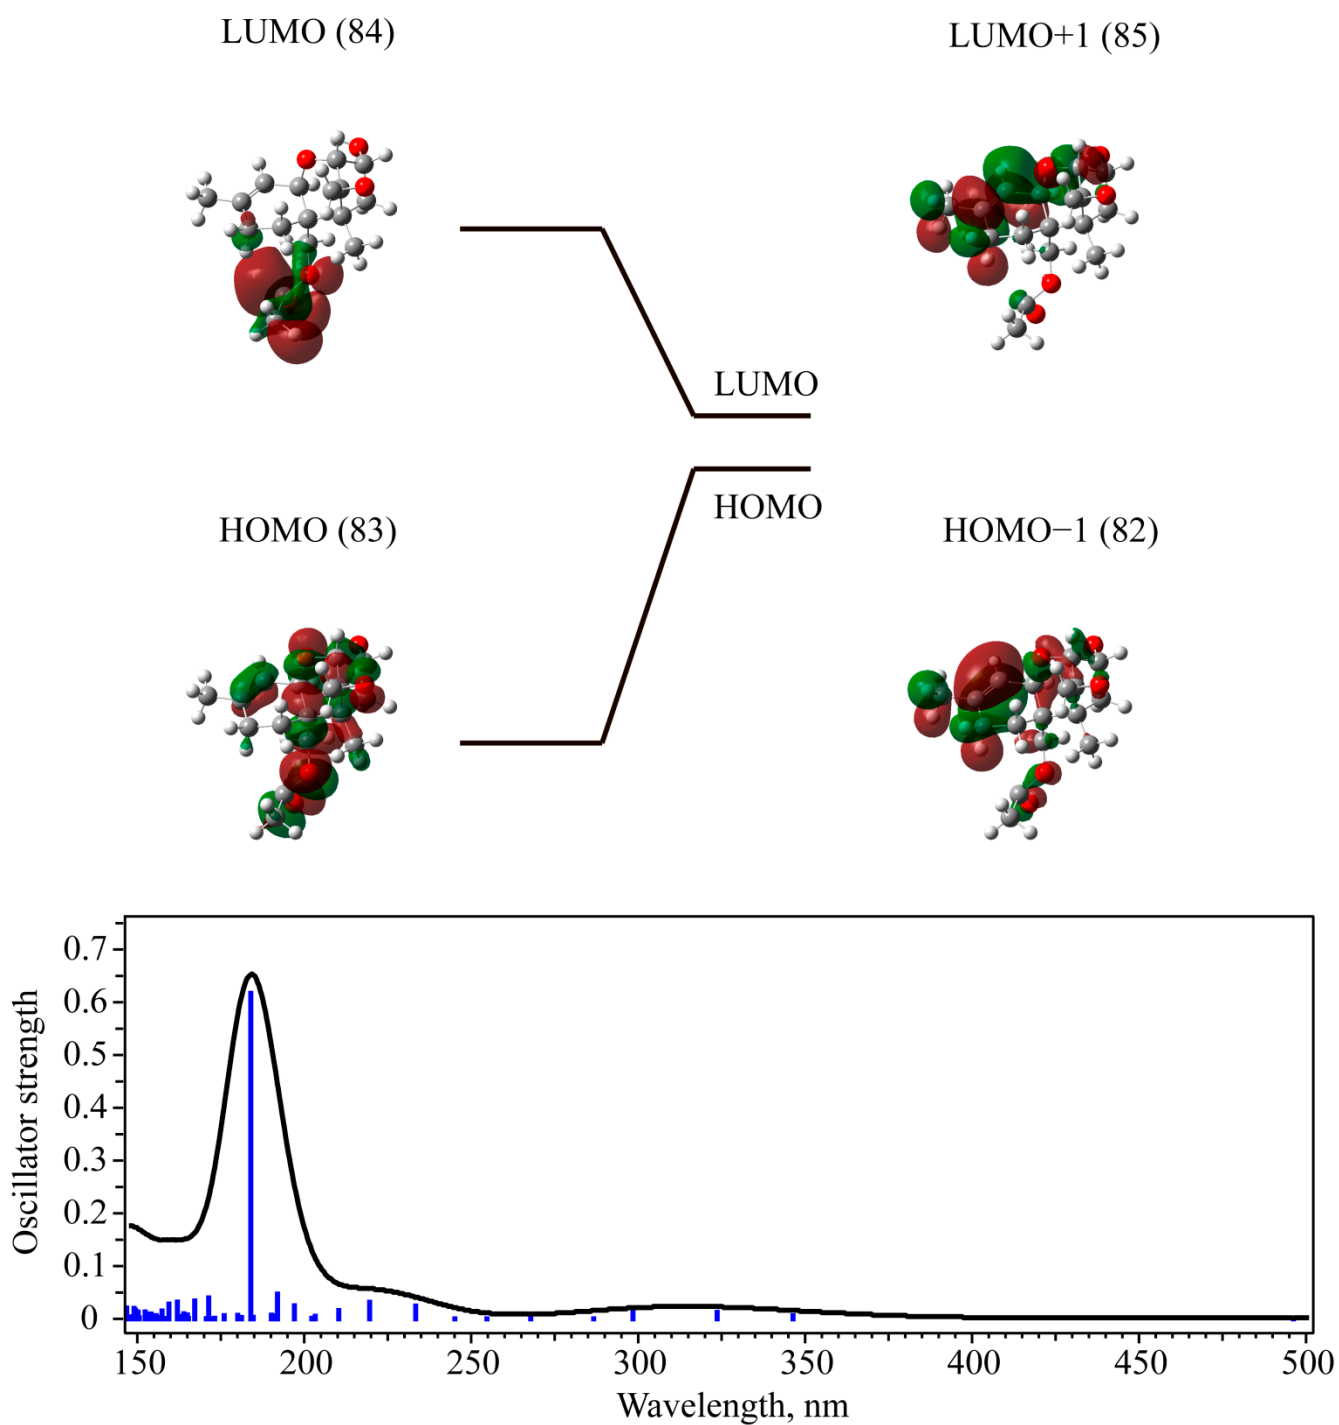 LUMO (84)
LUMO+1 (85)
LUMO
HOMO
HOMO (83)
HOMO−1 (82)
Oscillator strength
0.7
0.6
0.5
0.4
0.3
0.2
0.1
0
150 200 250 300 350 400 450 500
Wavelength, nm